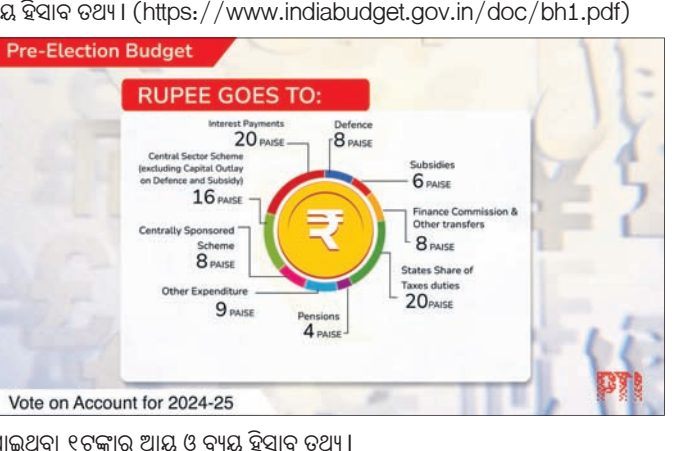 ବ୍ୟୟ ହିସାବ ତଥ୍ୟ। (https://www.indiabudget.gov.in/doc/bh1.pdf)
Pre-Election Budget
RUPEE GOES TO:
Interest Payments
20 PAISE
Defence
8 PAISE
Central Sector Scheme
(excluding Capital Outlay
on Defence and Subsidy)
16 PAISE
Subsidies
6 PAISE
Finance Commission &
Other transfers
8 PAISE
Centrally Sponsored
Scheme
8 PAISE
States Share of
Taxes duties
20 PAISE
Other Expenditure
9 PAISE
Pensions
4 PAISE
₹
Vote on Account for 2024-25
PTI
୧ଟଙ୍କାର ଆୟ ଓ ବ୍ୟୟ ହିସାବ ତଥ୍ୟ।